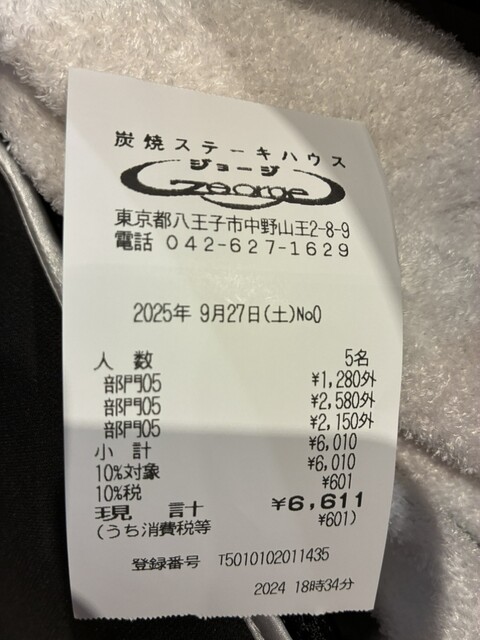 炭焼ステーキハウス
ジョージ
Zeorge
東京都八王子市中野山王2-8-9
電話 042-627-1629
2025年 9月27日(土)No0
人 数 5名
部門05 ¥1,280外
部門05 ¥2,580外
部門05 ¥2,150外
小 計 ¥6,010
10%対象 ¥6,010
10%税 ¥601
現 計 ¥6,611
(うち消費税等 ¥601)
登録番号 T5010102011435
2024 18時34分